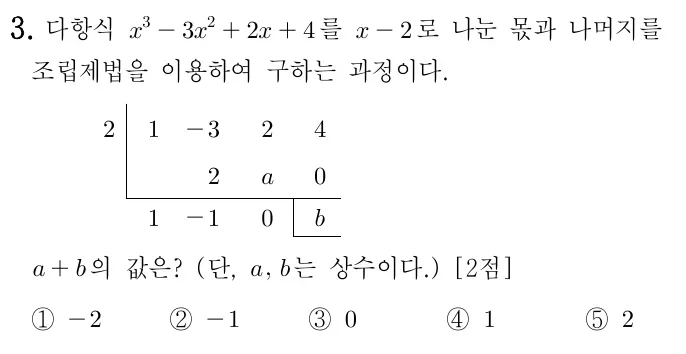 3. 다항식 x³ − 3x² + 2x + 4를 x − 2로 나눈 몫과 나머지를
조립제법을 이용하여 구하는 과정이다.
2 1 −3 2 4
2 a 0
1 −1 0 b
a + b의 값은? (단, a, b는 상수이다.) [2점]
① −2 ② −1 ③ 0 ④ 1 ⑤ 2